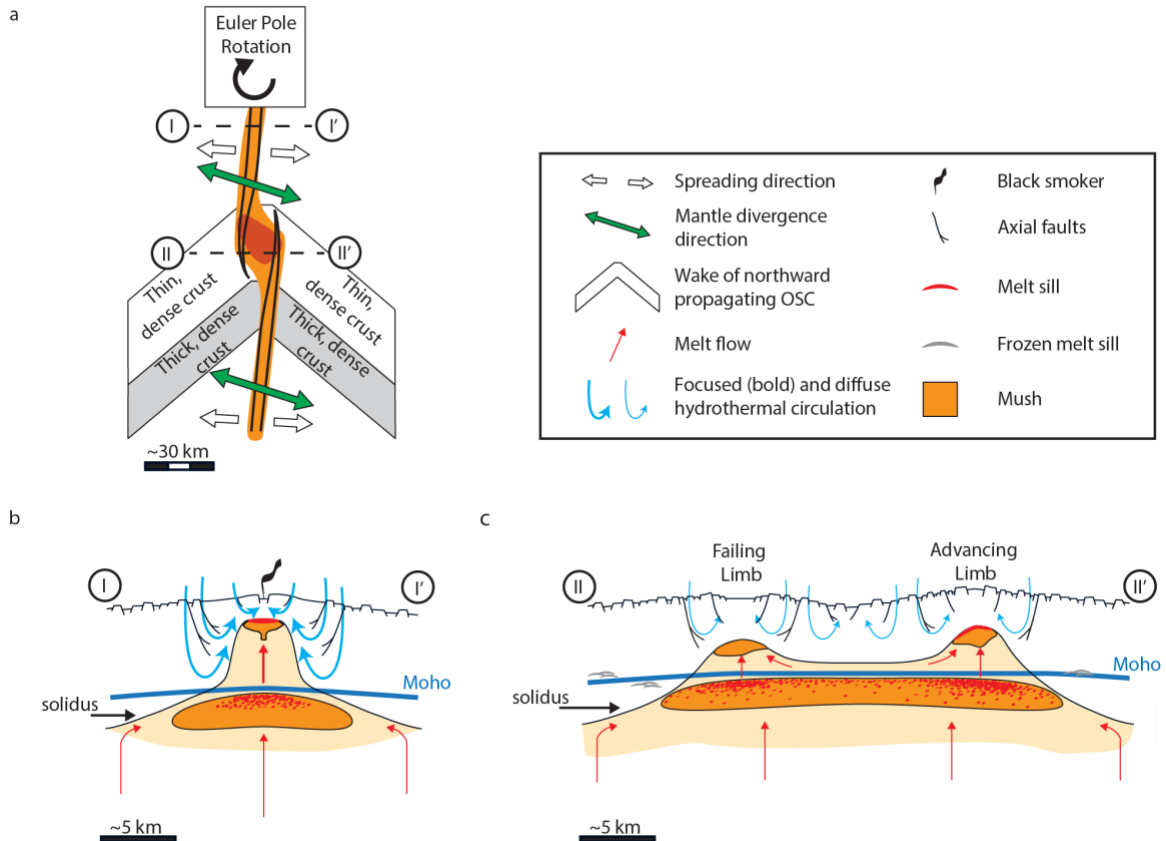 a
Euler Pole
Rotation
I
I'
II
II'
Thin,
dense crust
Thin,
dense crust
Thick, dense
crust
Thick, dense
crust
~30 km
Spreading direction
Mantle divergence
direction
Wake of northward
propagating OSC
Melt flow
Focused (bold) and diffuse
hydrothermal circulation
Black smoker
Axial faults
Melt sill
Frozen melt sill
Mush
b
I
I'
Moho
solidus
~5 km
c
II
Failing
Limb
Advancing
Limb
II'
Moho
solidus
~5 km